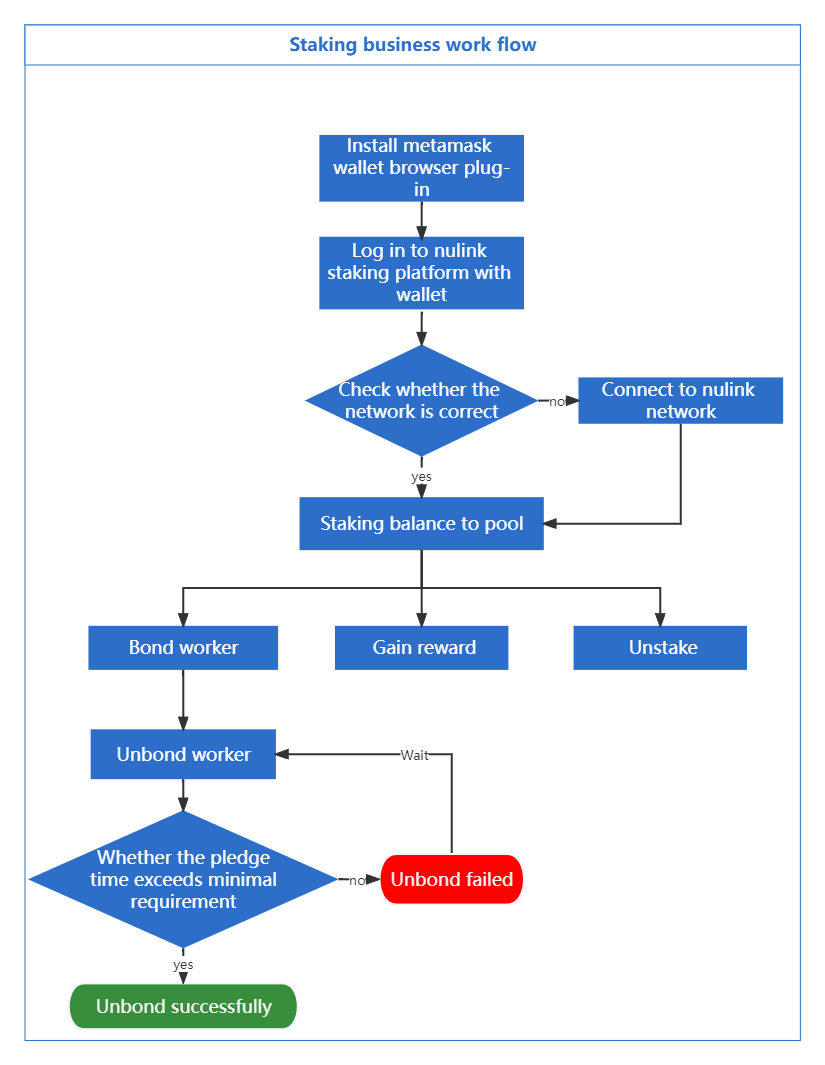 Staking business work flow
Install metamask
wallet browser plug-
in
Log in to nulink
staking platform with
wallet
Check whether the
network is correct
no
Connect to nulink
network
yes
Staking balance to pool
Bond worker
Gain reward
Unstake
Unbond worker
Wait
Whether the pledge
time exceeds minimal
requirement
no
Unbond failed
yes
Unbond successfully